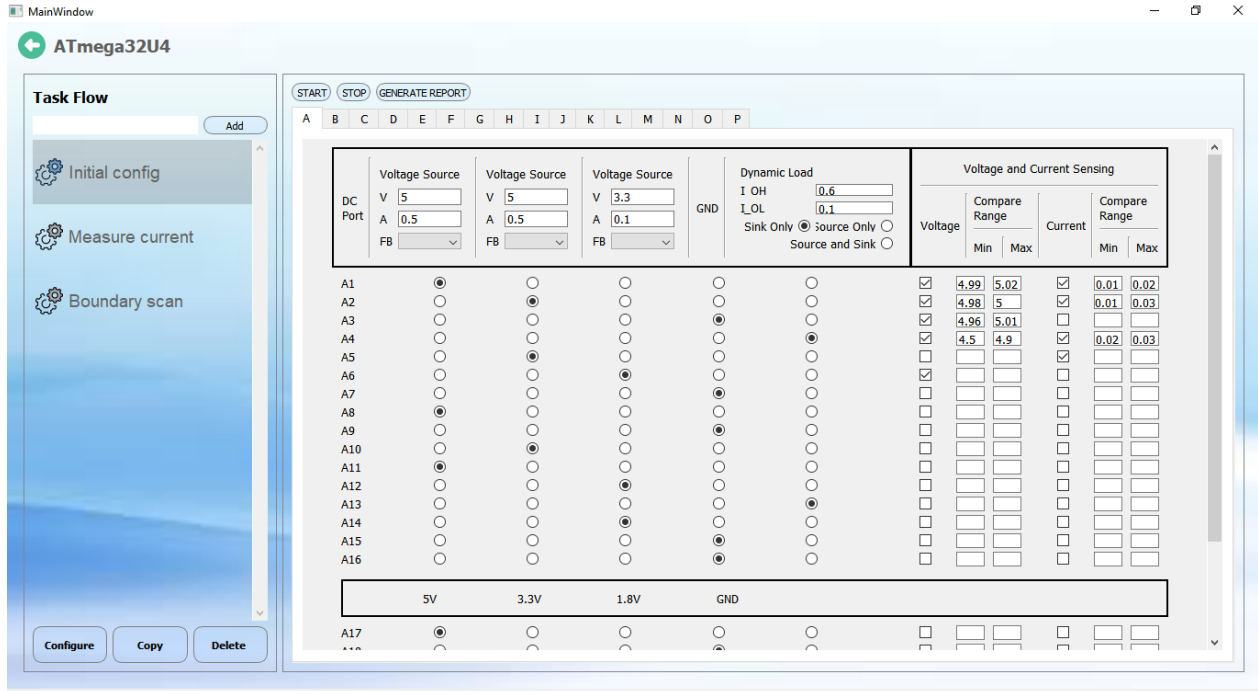 MainWindow
ATmega32U4
Task Flow
Add
Initial config
Measure current
Boundary scan
Configure Copy Delete
START STOP GENERATE REPORT
A B C D E F G H I J K L M N O P
DC Port
Voltage Source
V 5
A 0.5
FB
Voltage Source
V 5
A 0.5
FB
Voltage Source
V 3.3
A 0.1
FB
GND
Dynamic Load
I OH 0.6
I_OL 0.1
Sink Only Source Only
Source and Sink
Voltage and Current Sensing
Voltage
Compare
Range
Min Max
Current
Compare
Range
Min Max
A1 4.99 5.02 0.01 0.02
A2 4.98 5 0.01 0.03
A3 4.96 5.01
A4 4.5 4.9 0.02 0.03
A5
A6
A7
A8
A9
A10
A11
A12
A13
A14
A15
A16
5V 3.3V 1.8V GND
A17